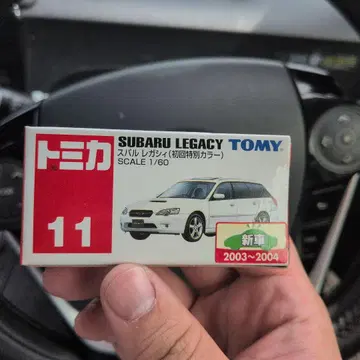 トミカ
11
SUBARU LEGACY TOMY
スバル レガシィ(初回特別カラー)
SCALE 1/60
新車
2003~2004